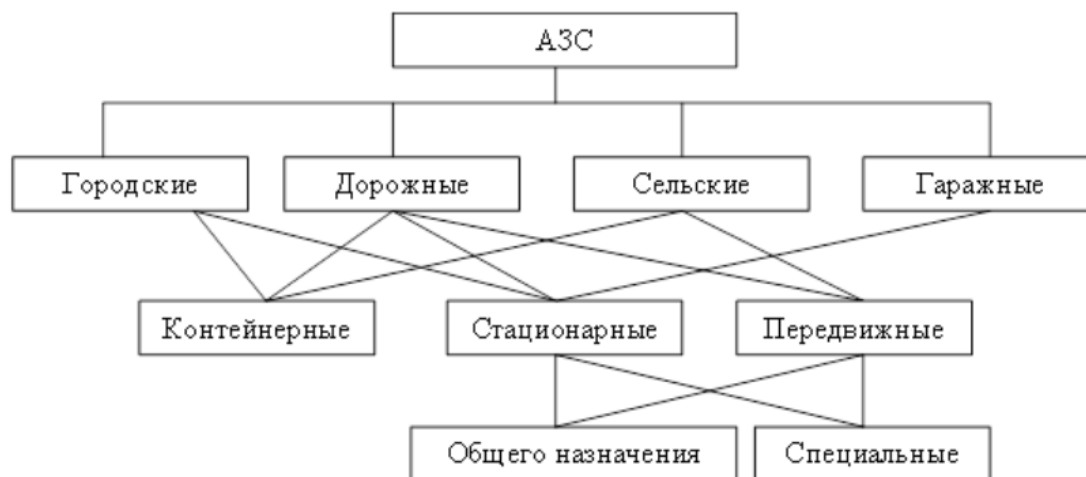 АЗС
Городские
Дорожные
Сельские
Гаражные
Контейнерные
Стационарные
Передвижные
Общего назначения
Специальные